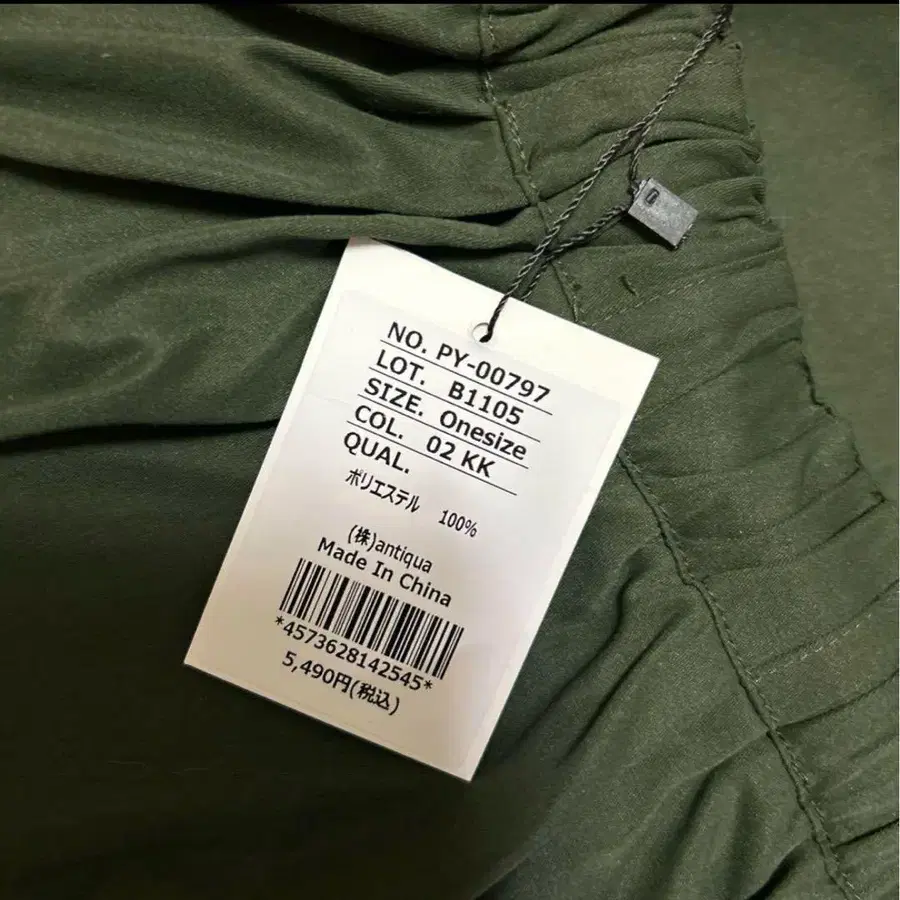 NO. PY-00797
LOT. B1105
SIZE. Onesize
COL. 02 KK
QUAL.
ポリエステル 100%
(株)antiqua
Made In China
*4573628142545*
5,490円(税込)